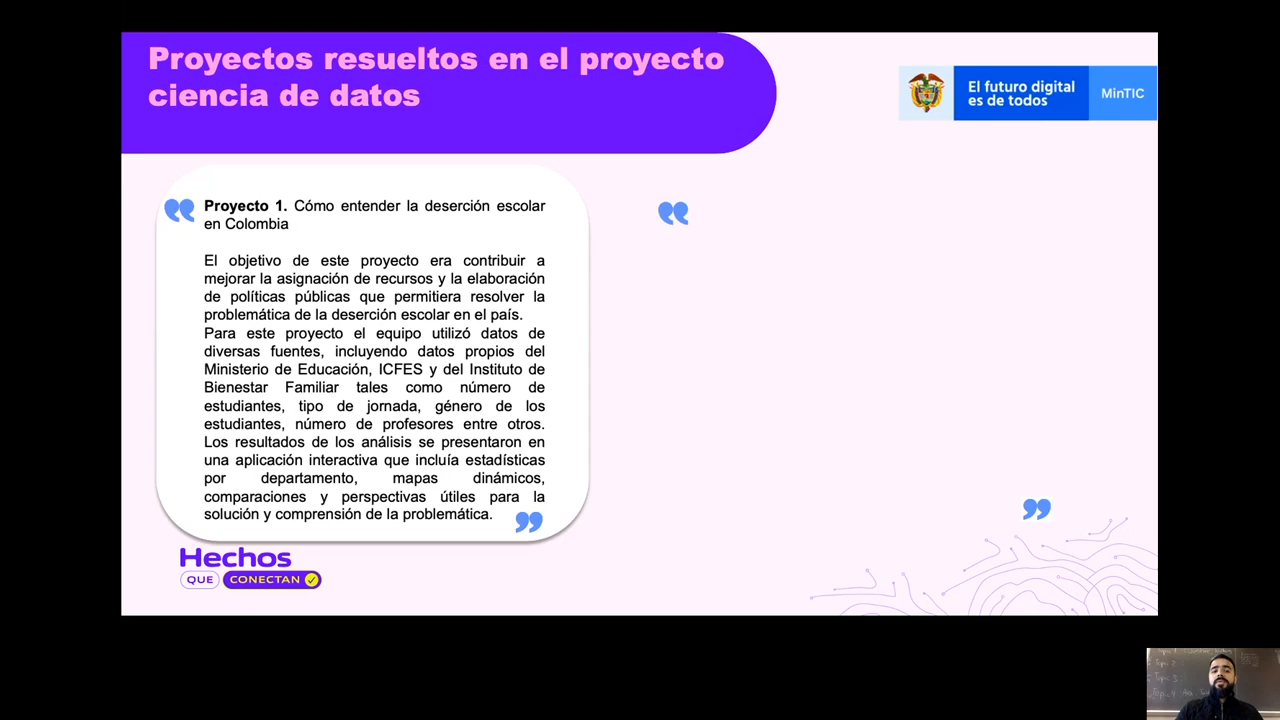 Proyectos resueltos en el proyecto
ciencia de datos
El futuro digital
es de todos
MinTIC
Proyecto 1. Cómo entender la deserción escolar
en Colombia
El objetivo de este proyecto era contribuir a
mejorar la asignación de recursos y la elaboración
de políticas públicas que permitiera resolver la
problemática de la deserción escolar en el país.
Para este proyecto el equipo utilizó datos de
diversas fuentes, incluyendo datos propios del
Ministerio de Educación, ICFES y del Instituto de
Bienestar Familiar tales como número de
estudiantes, tipo de jornada, género de los
estudiantes, número de profesores entre otros.
Los resultados de los análisis se presentaron en
una aplicación interactiva que incluía estadísticas
por departamento, mapas dinámicos,
comparaciones y perspectivas útiles para la
solución y comprensión de la problemática.
Hechos
QUE CONECTAN